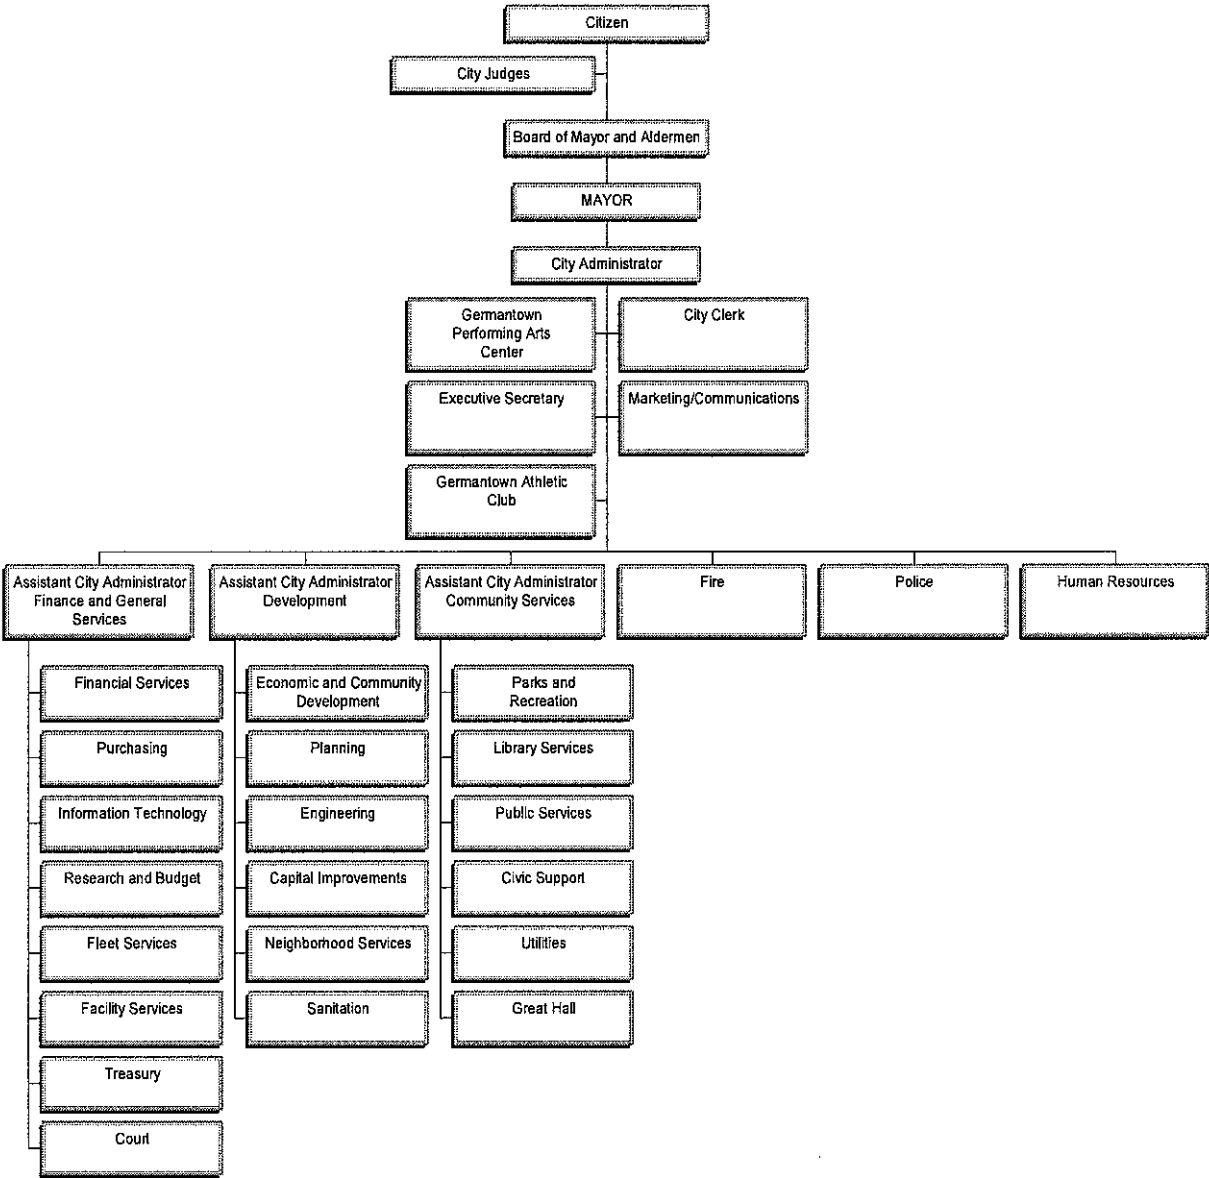 Citizen
City Judges
Board of Mayor and Aldermen
MAYOR
City Administrator
Germantown
Performing Arts
Center
City Clerk
Executive Secretary
Marketing/Communications
Germantown Athletic
Club
Assistant City Administrator
Finance and General
Services
Assistant City Administrator
Development
Assistant City Administrator
Community Services
Fire
Police
Human Resources
Financial Services
Purchasing
Information Technology
Research and Budget
Fleet Services
Facility Services
Treasury
Court
Economic and Community
Development
Planning
Engineering
Capital Improvements
Neighborhood Services
Sanitation
Parks and
Recreation
Library Services
Public Services
Civic Support
Utilities
Great Hall